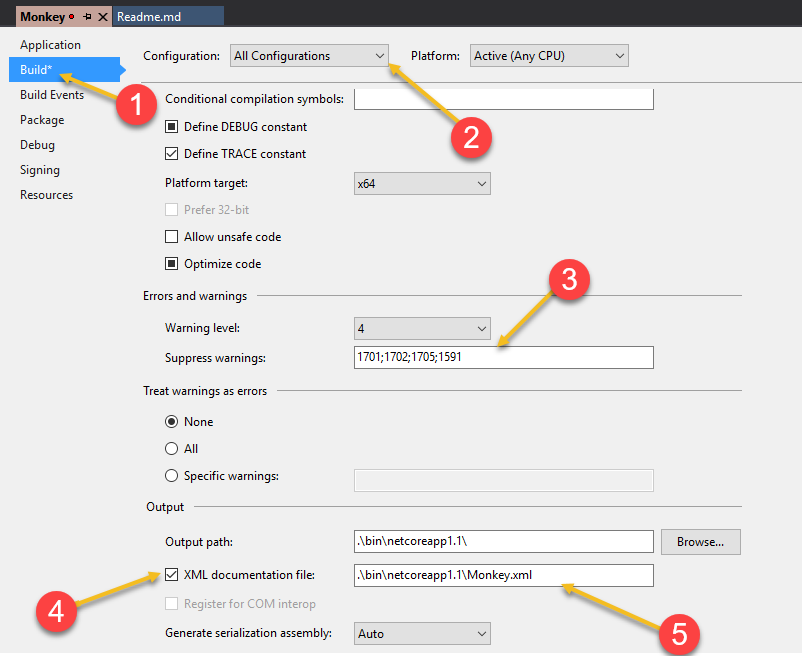 Monkey Readme.md
Application
Configuration: All Configurations Platform: Active (Any CPU)
Build*
Build Events
1
Conditional compilation symbols:
2
Package
Define DEBUG constant
Debug
Define TRACE constant
Signing
Platform target: x64
Resources
Prefer 32-bit
Allow unsafe code
Optimize code
3
Errors and warnings
Warning level: 4
Suppress warnings: 1701;1702;1705;1591
Treat warnings as errors
None
All
Specific warnings:
Output
Output path: .\bin\netcoreapp1.1\ Browse...
XML documentation file: .\bin\netcoreapp1.1\Monkey.xml
4
Register for COM interop
5
Generate serialization assembly: Auto